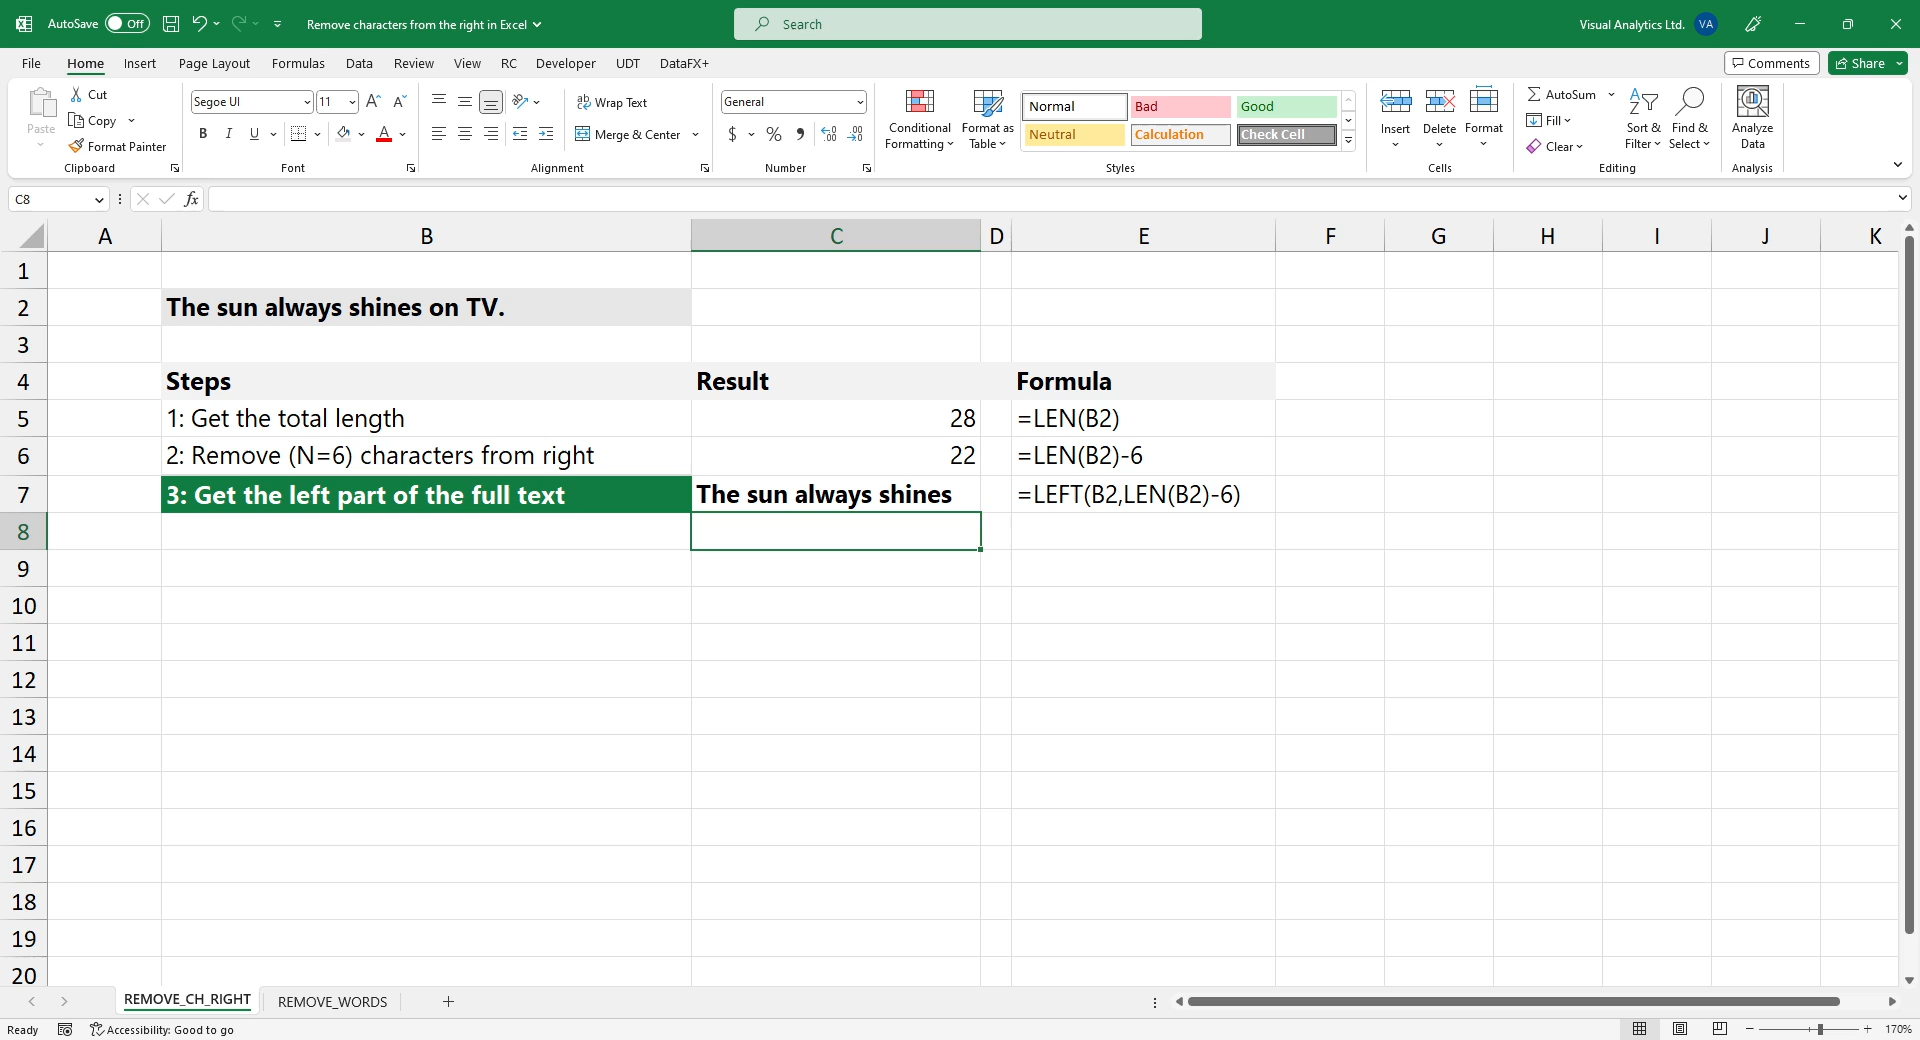 AutoSave Off Remove characters from the right in Excel Search Visual Analytics Ltd. VA
File Home Insert Page Layout Formulas Data Review View RC Developer UDT DataFX+ Comments Share
Paste Cut Copy Format Painter Clipboard
Segoe UI 11 B I U A Font
Wrap Text Merge & Center Alignment
General $ % Number
Conditional Formatting Format as Table
Normal Bad Good
Neutral Calculation Check Cell
Styles
Insert Delete Format Cells
AutoSum Fill Clear Sort & Filter Find & Select Editing
Analyze Data Analysis
C8 fx
A B C D E F G H I J K
1
2 The sun always shines on TV.
3
4 Steps Result Formula
5 1: Get the total length 28 =LEN(B2)
6 2: Remove (N=6) characters from right 22 =LEN(B2)-6
7 3: Get the left part of the full text The sun always shines =LEFT(B2,LEN(B2)-6)
8
9
10
11
12
13
14
15
16
17
18
19
20
REMOVE_CH_RIGHT REMOVE_WORDS
Ready Accessibility: Good to go 170%